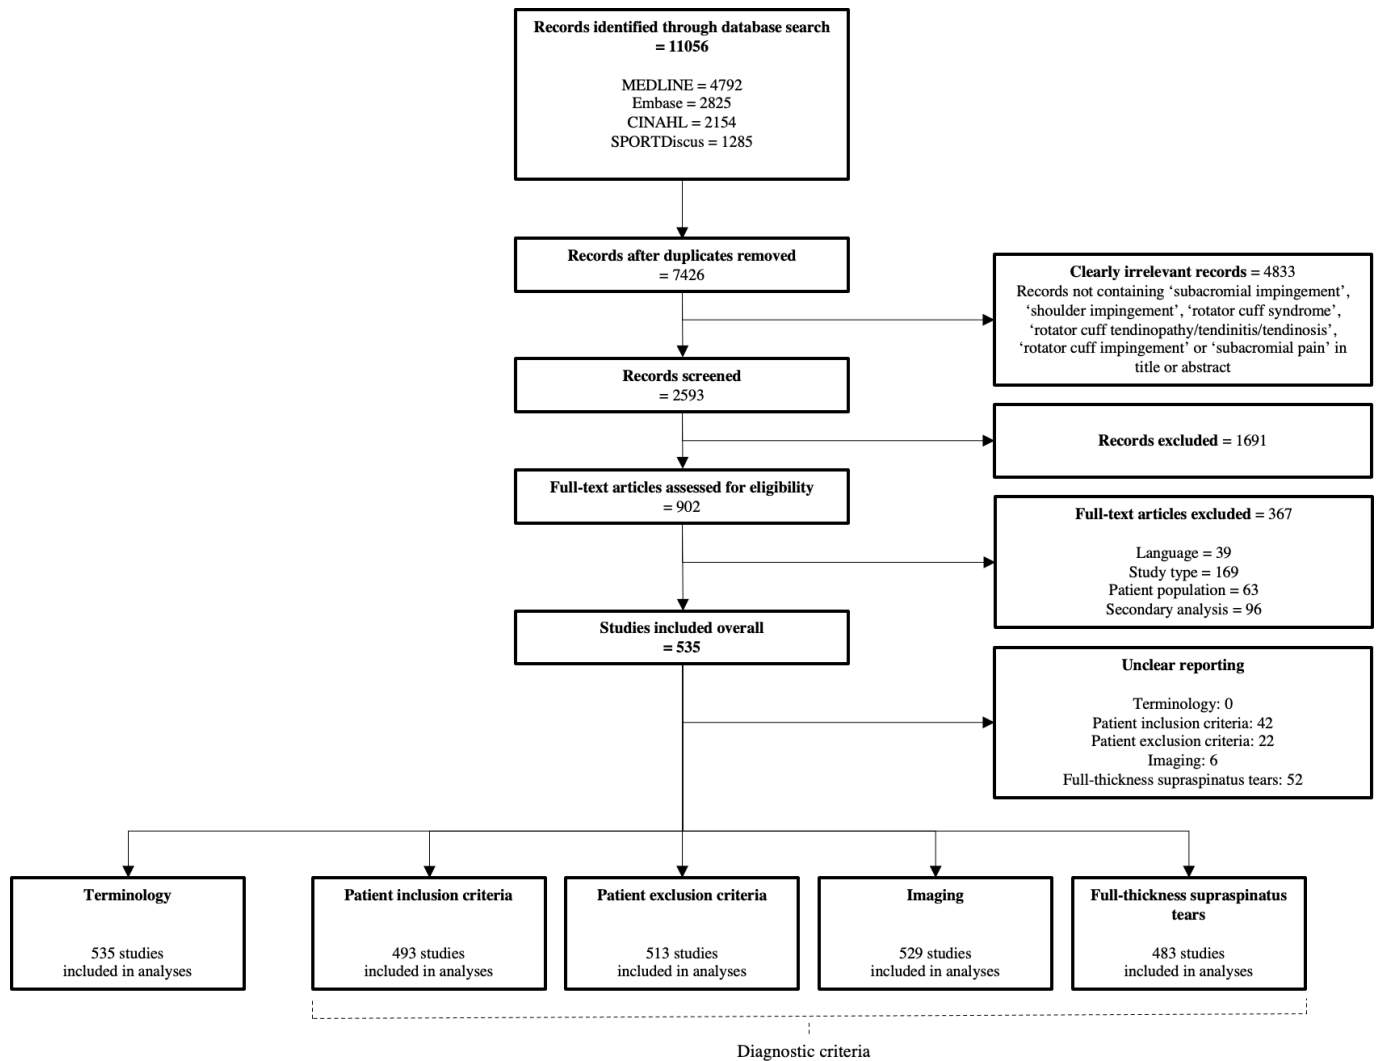 Records identified through database search
= 11056
MEDLINE = 4792
Embase = 2825
CINAHL = 2154
SPORTDiscus = 1285
Records after duplicates removed
= 7426
Clearly irrelevant records = 4833
Records not containing ‘subacromial impingement’,
‘shoulder impingement’, ‘rotator cuff syndrome’,
‘rotator cuff tendinopathy/tendinitis/tendinosis’,
‘rotator cuff impingement’ or ‘subacromial pain’ in
title or abstract
Records screened
= 2593
Records excluded = 1691
Full-text articles assessed for eligibility
= 902
Full-text articles excluded = 367
Language = 39
Study type = 169
Patient population = 63
Secondary analysis = 96
Studies included overall
= 535
Unclear reporting
Terminology: 0
Patient inclusion criteria: 42
Patient exclusion criteria: 22
Imaging: 6
Full-thickness supraspinatus tears: 52
Terminology
535 studies
included in analyses
Patient inclusion criteria
493 studies
included in analyses
Patient exclusion criteria
513 studies
included in analyses
Imaging
529 studies
included in analyses
Full-thickness supraspinatus
tears
483 studies
included in analyses
Diagnostic criteria